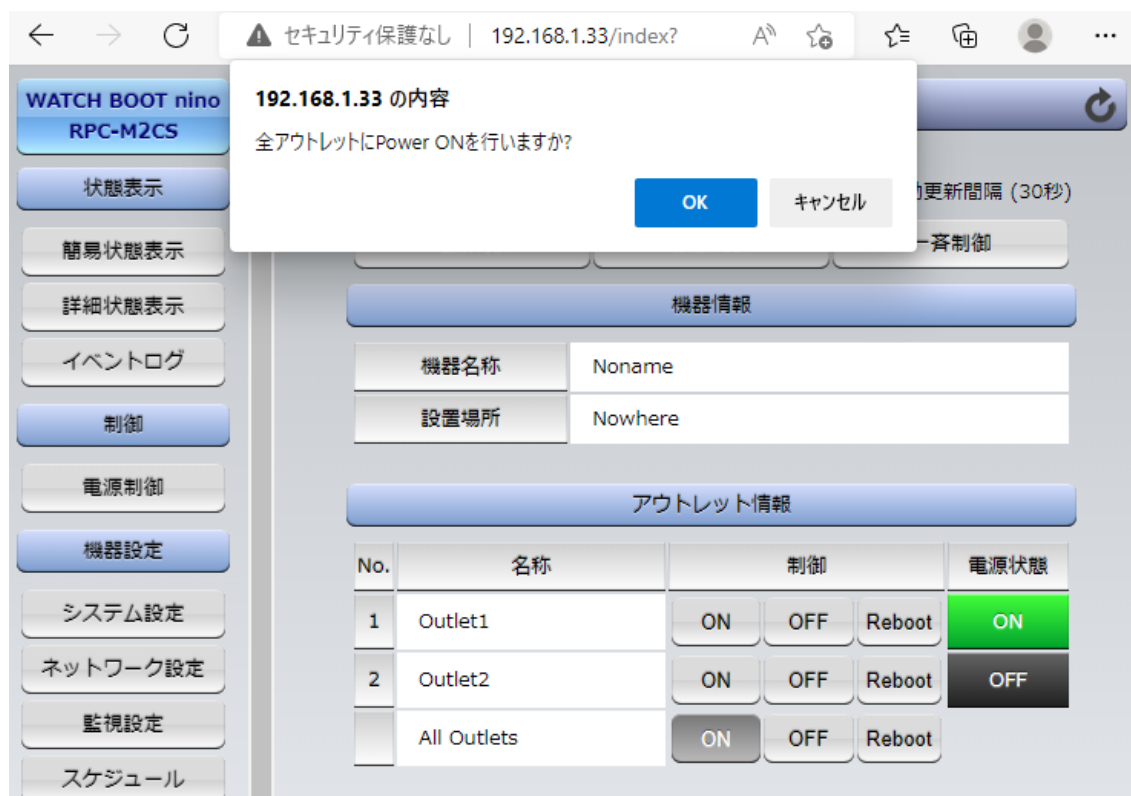 セキュリティ保護なし | 192.168.1.33/index?
WATCH BOOT nino
RPC-M2CS
192.168.1.33 の内容
全アウトレットにPower ONを行いますか?
OK キャンセル
状態表示
更新間隔 (30秒)
簡易状態表示
一斉制御
詳細状態表示
機器情報
イベントログ
機器名称 Noname
制御
設置場所 Nowhere
電源制御
アウトレット情報
機器設定
No. 名称 制御 電源状態
システム設定
1 Outlet1 ON OFF Reboot ON
ネットワーク設定
2 Outlet2 ON OFF Reboot OFF
監視設定
All Outlets ON OFF Reboot
スケジュール